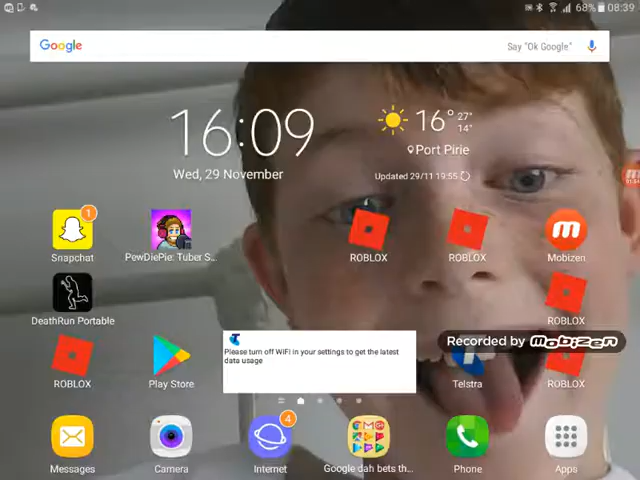 68% 08:39
Google Say "Ok Google"
16:09
Wed, 29 November
16° 27° 14°
Port Pirie
Updated 29/11 19:55
1
Snapchat
PewDiePie: Tuber S...
ROBLOX
ROBLOX
Mobizen
DeathRun Portable
ROBLOX
Recorded by MOBIZEN
Please turn off WIFI in your settings to get the latest
data usage
ROBLOX
Play Store
Telstra
ROBLOX
4
Messages
Camera
Internet
Google dah bets th...
Phone
Apps